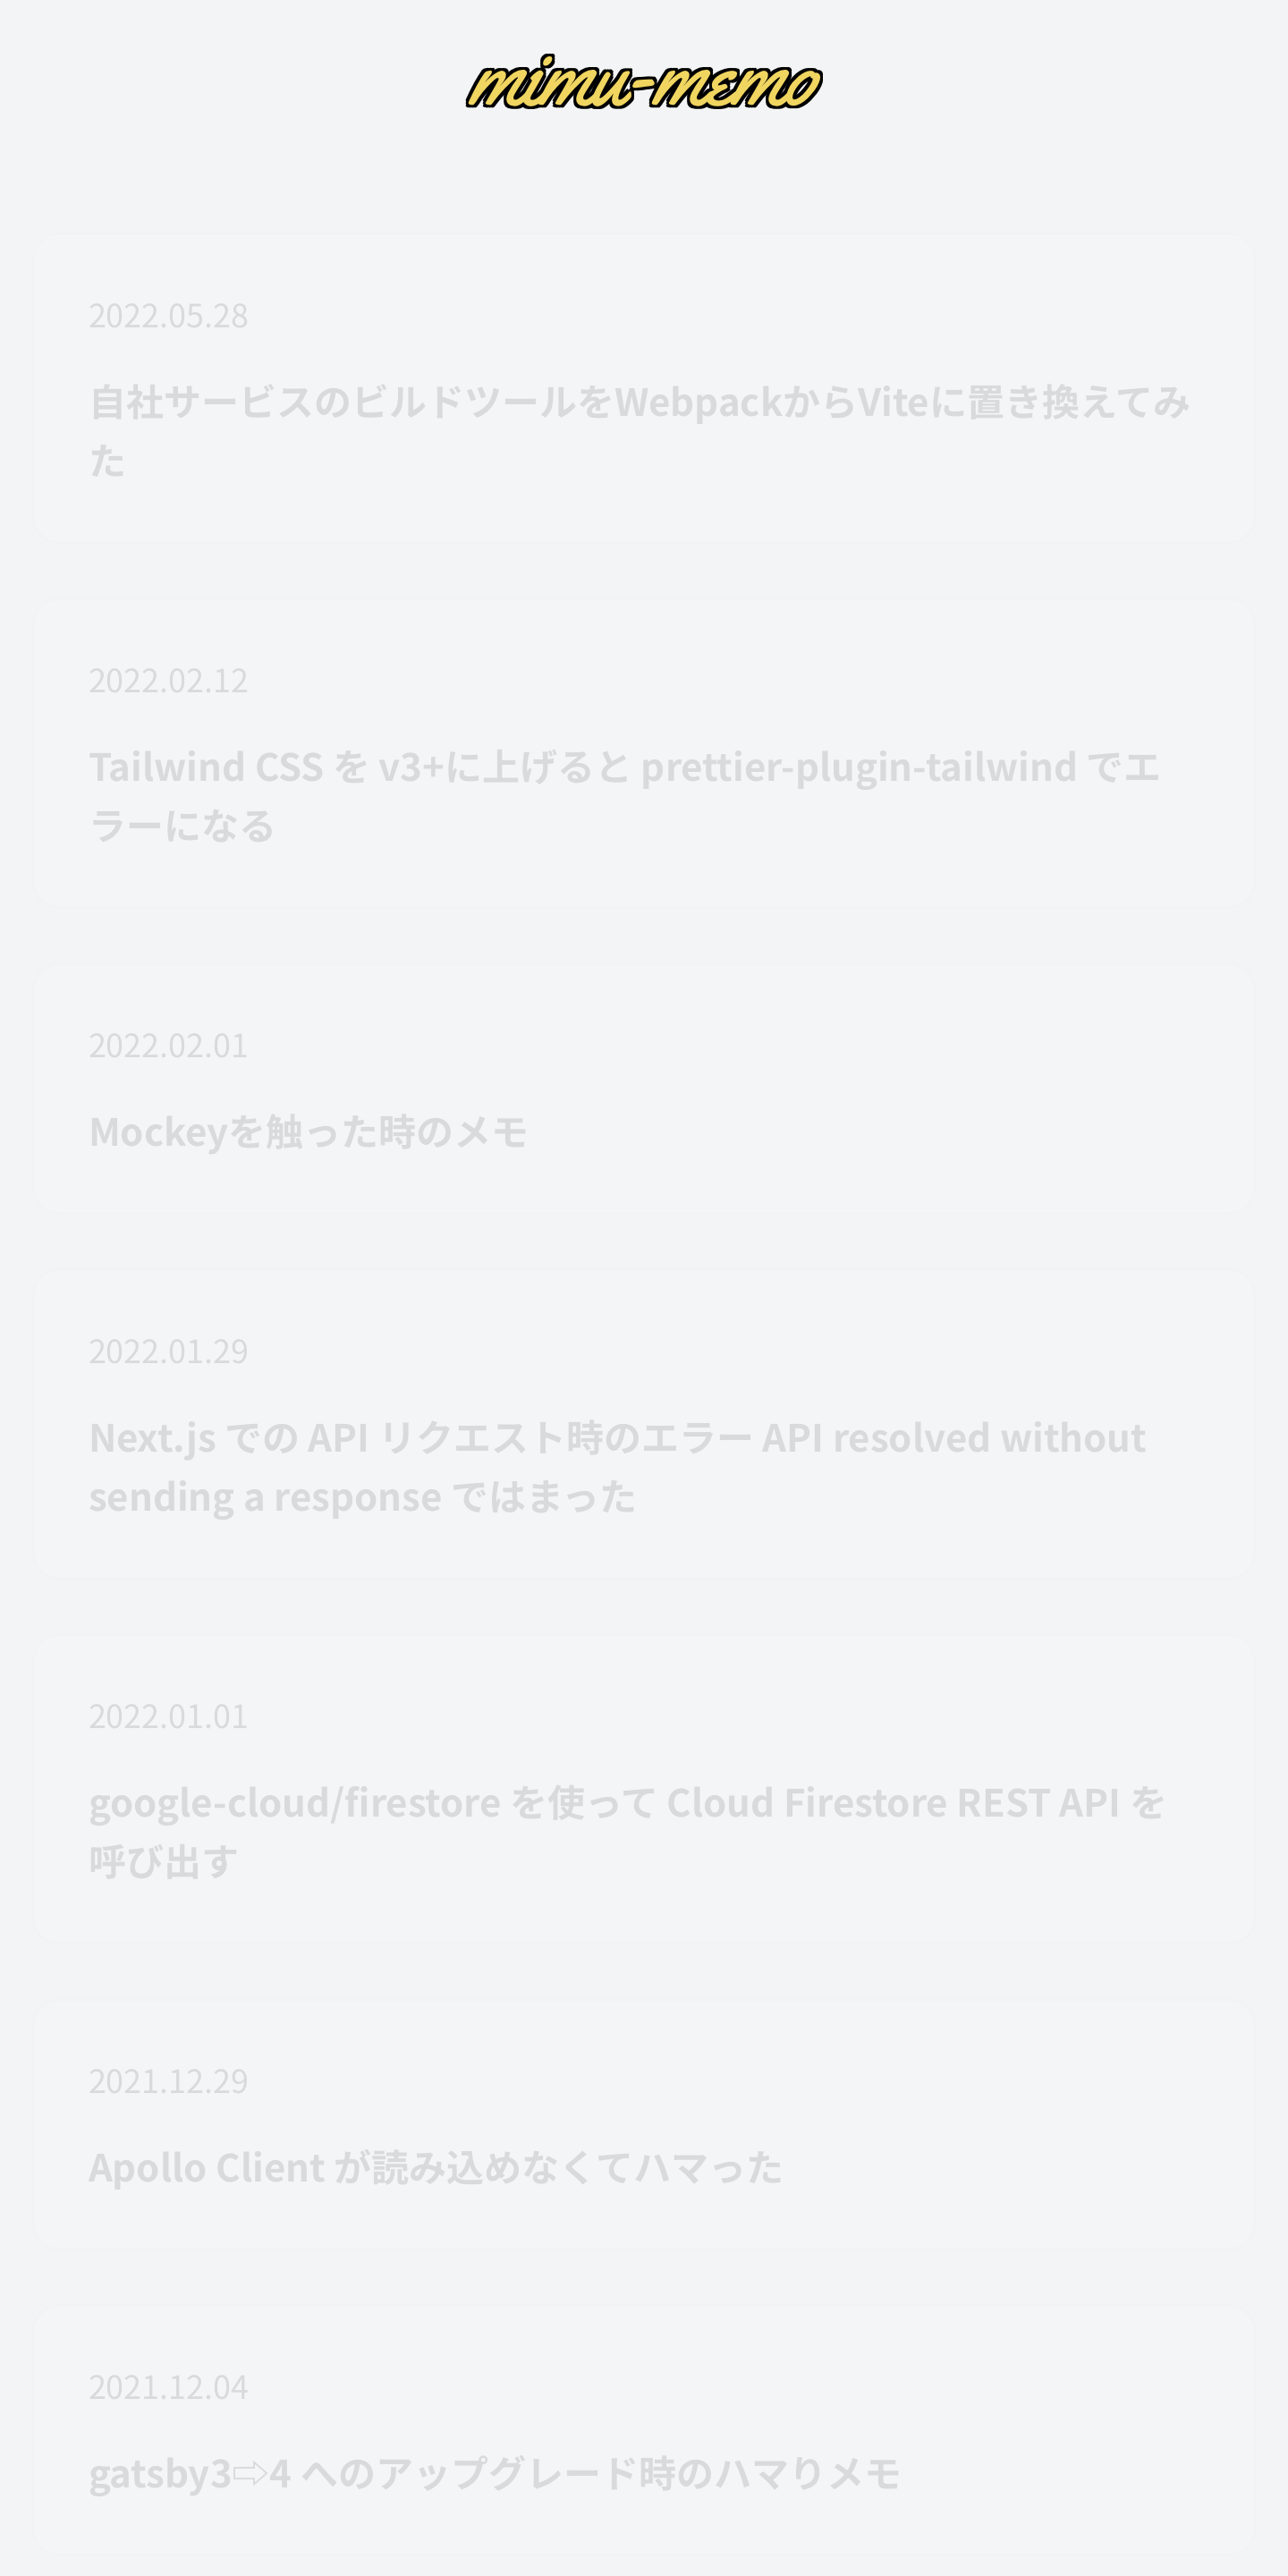 mimu-memo
2022.05.28
自社サービスのビルドツールをWebpackからViteに置き換えてみ
た
2022.02.12
Tailwind CSS を v3+に上げると prettier-plugin-tailwind でエ
ラーになる
2022.02.01
Mockeyを触った時のメモ
2022.01.29
Next.js での API リクエスト時のエラー API resolved without
sending a response ではまった
2022.01.01
google-cloud/firestore を使って Cloud Firestore REST API を
呼び出す
2021.12.29
Apollo Client が読み込めなくてハマった
2021.12.04
gatsby3⇨4 へのアップグレード時のハマりメモ